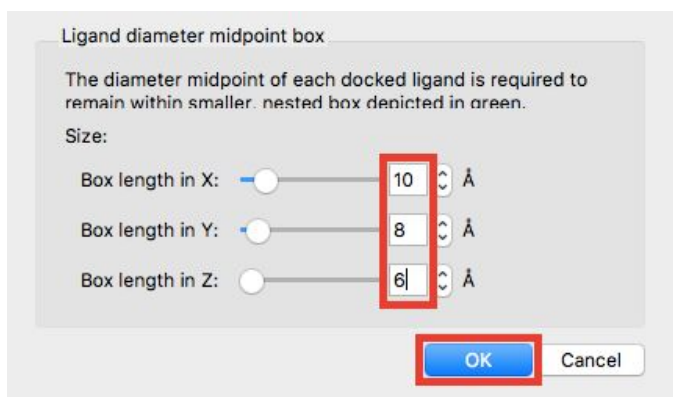 Ligand diameter midpoint box
The diameter midpoint of each docked ligand is required to
remain within smaller, nested box depicted in green.
Size:
Box length in X: 10 Å
Box length in Y: 8 Å
Box length in Z: 6 Å
OK Cancel